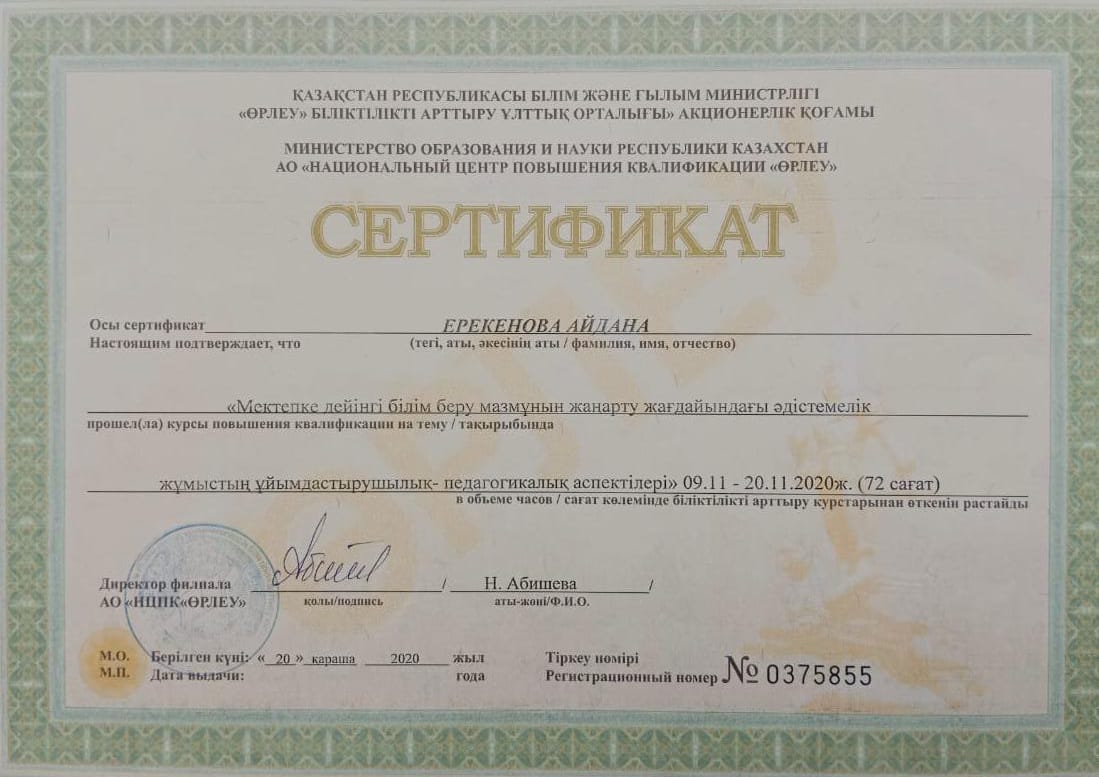 ҚАЗАҚСТАН РЕСПУБЛИКАСЫ БІЛІМ ЖӘНЕ ҒЫЛЫМ МИНИСТРЛІГІ
«ӨРЛЕУ» БІЛІКТІЛІКТІ АРТТЫРУ ҰЛТТЫҚ ОРТАЛЫҒЫ» АКЦИОНЕРЛІК ҚОҒАМЫ
МИНИСТЕРСТВО ОБРАЗОВАНИЯ И НАУКИ РЕСПУБЛИКИ КАЗАХСТАН
АО «НАЦИОНАЛЬНЫЙ ЦЕНТР ПОВЫШЕНИЯ КВАЛИФИКАЦИИ «ӨРЛЕУ»
СЕРТИФИКАТ
Осы сертификат ЕРЕКЕНОВА АЙДАНА
Настоящим подтверждает, что (тегі, аты, әкесінің аты / фамилия, имя, отчество)
«Мектепке дейінгі білім беру мазмұнын жанарту жағдайындағы әдістемелік
прошел(ла) курсы повышения квалификации на тему / тақырыбында
жұмыстың ұйымдастырушылық- педагогикалық аспектілері» 09.11 - 20.11.2020ж. (72 сағат)
в объеме часов / сағат көлемінде біліктілікті арттыру курстарынан өткенін растайды
Директор филиала / Н. Абишева /
АО «НЦПК«ӨРЛЕУ» қолы/подпись аты-жөні/Ф.И.О.
М.О. Берілген күні: « 20 » қараша 2020 жыл Тіркеу нөмірі
М.П. Дата выдачи: года Регистрационный номер № 0375855
ӨРЛЕУ